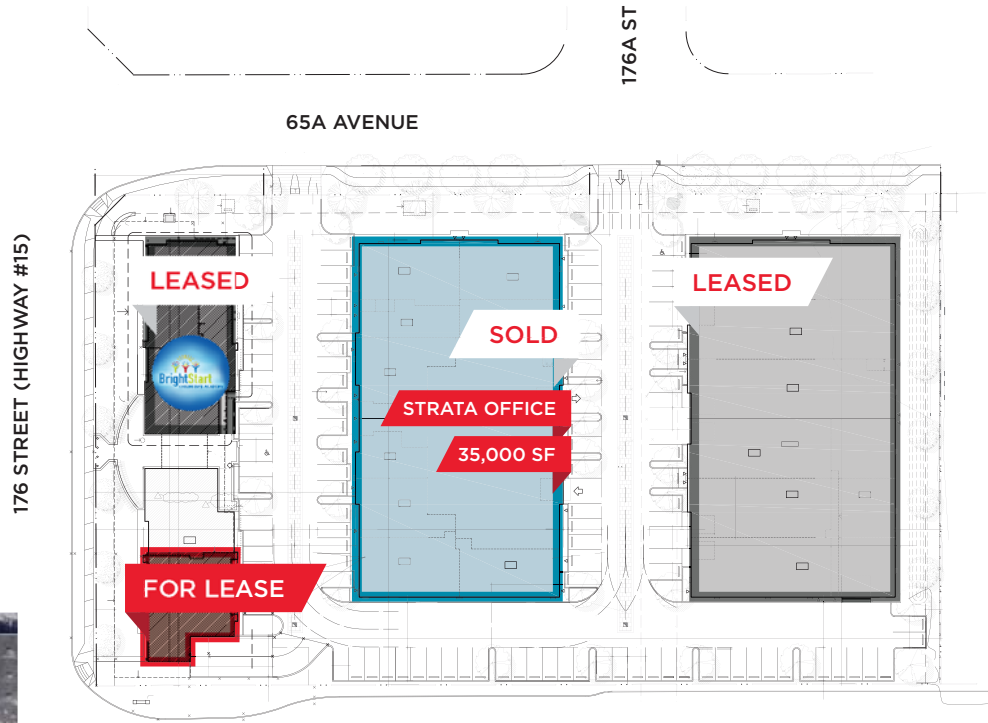 176A ST
65A AVENUE
176 STREET (HIGHWAY #15)
LEASED
LEASED
SOLD
BrightStart
STRATA OFFICE
35,000 SF
FOR LEASE